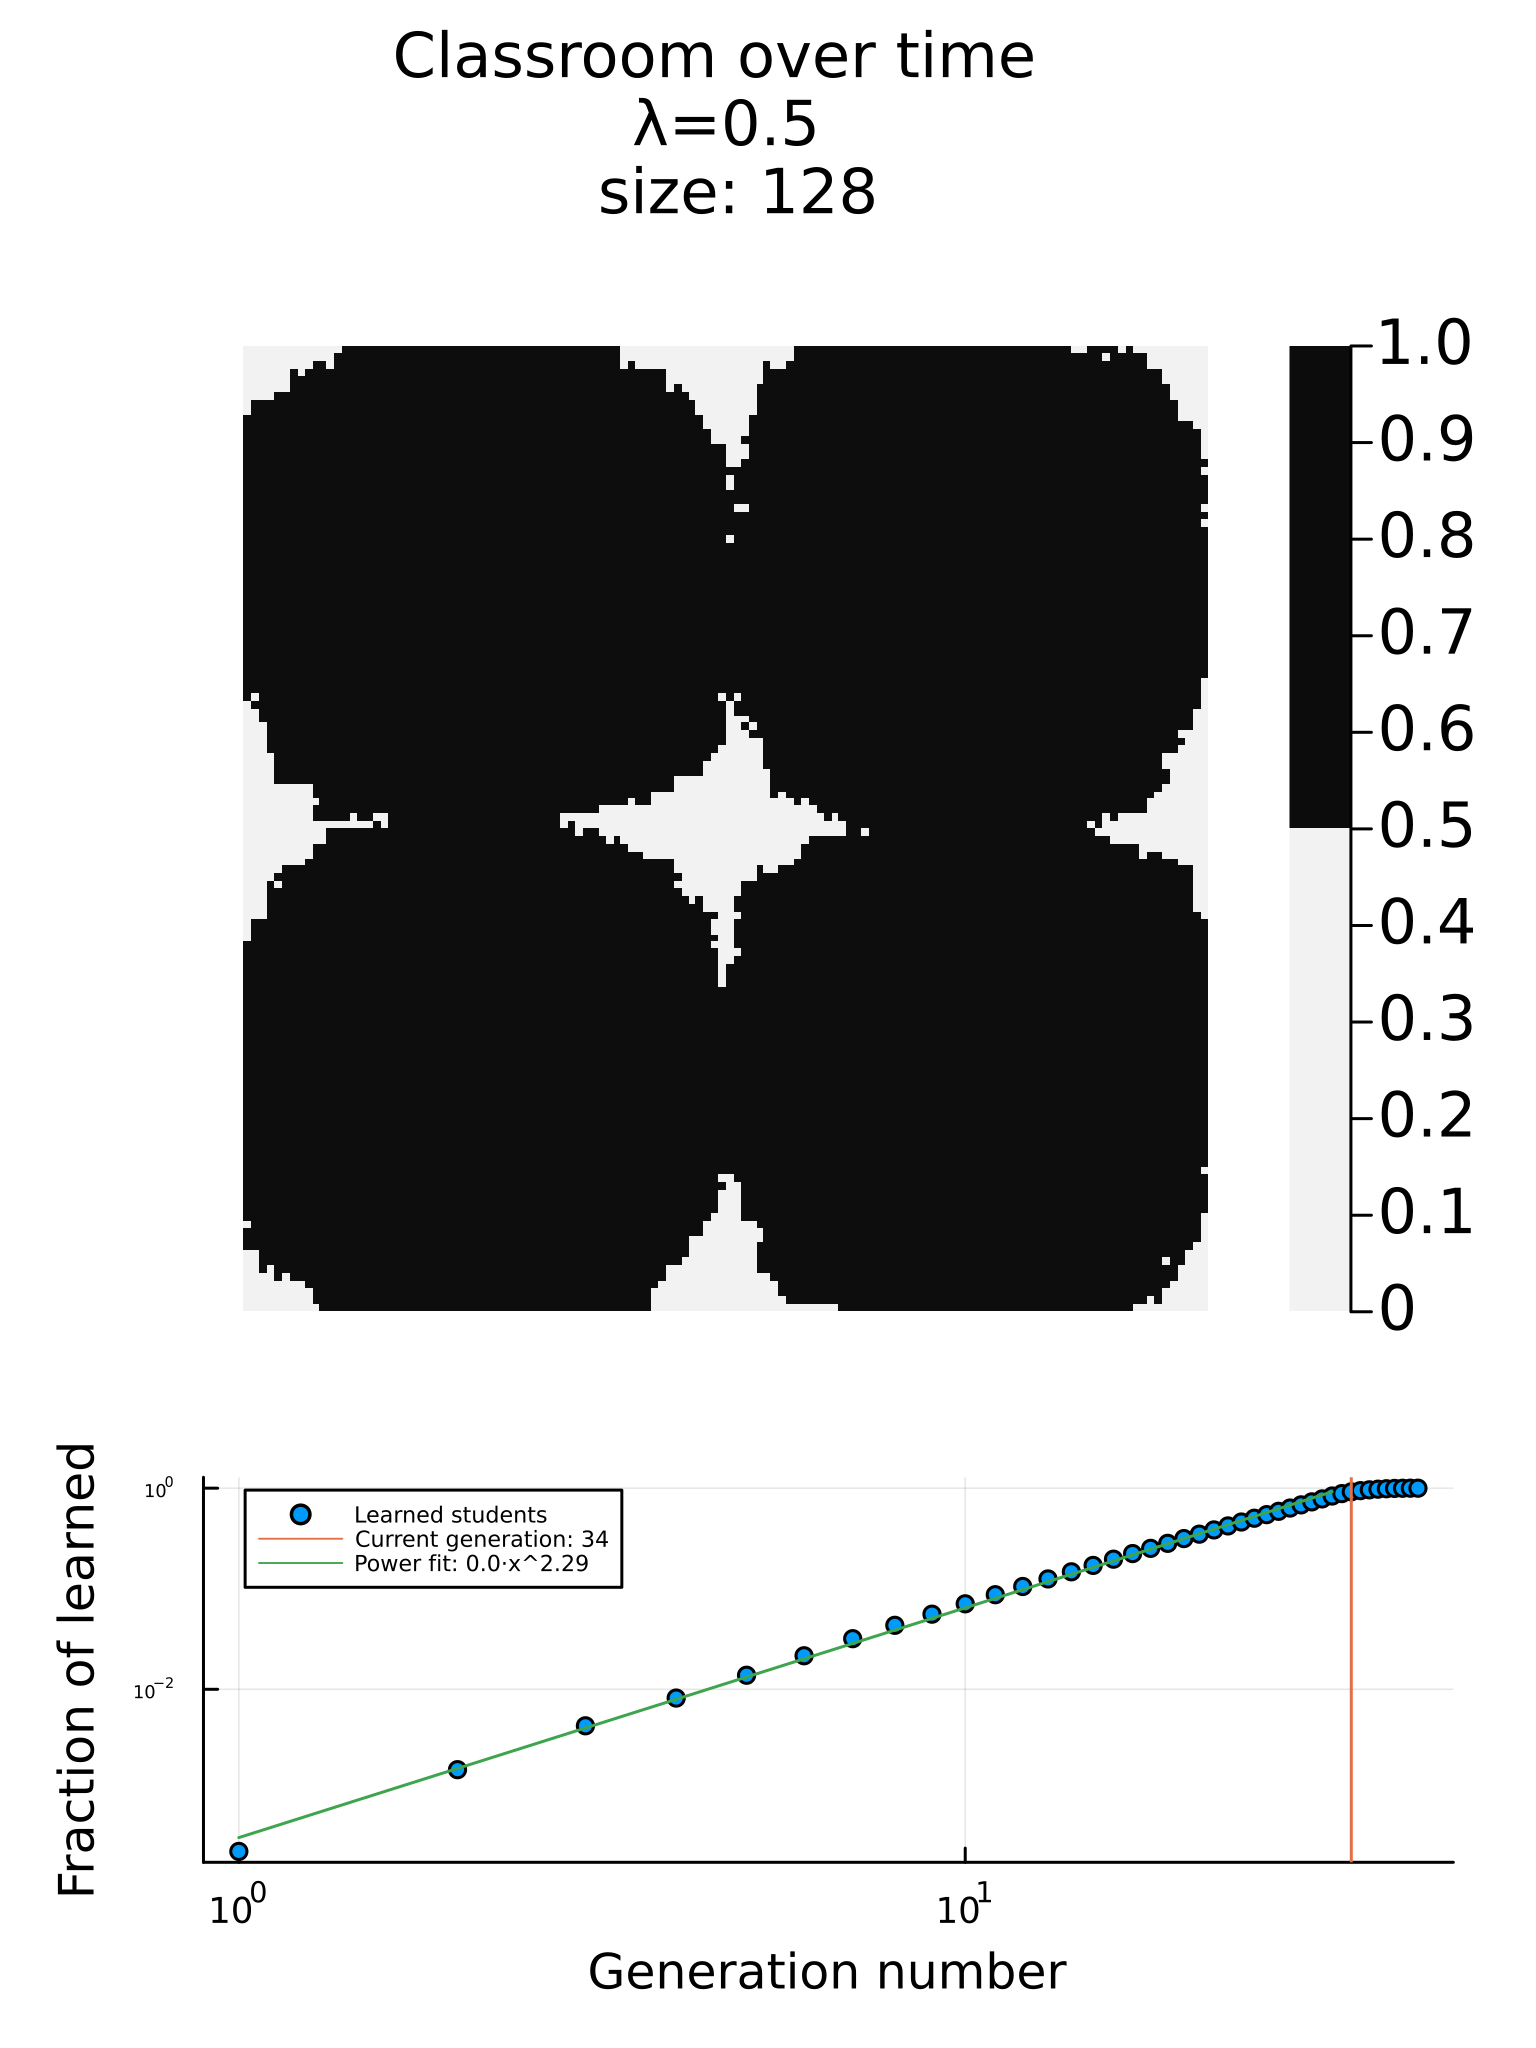 Classroom over time
λ=0.5
size: 128
1.0
0.9
0.8
0.7
0.6
0.5
0.4
0.3
0.2
0.1
0
Fraction of learned
10^0
10^−2
Learned students
Current generation: 34
Power fit: 0.0·x^2.29
10^0
10^1
Generation number